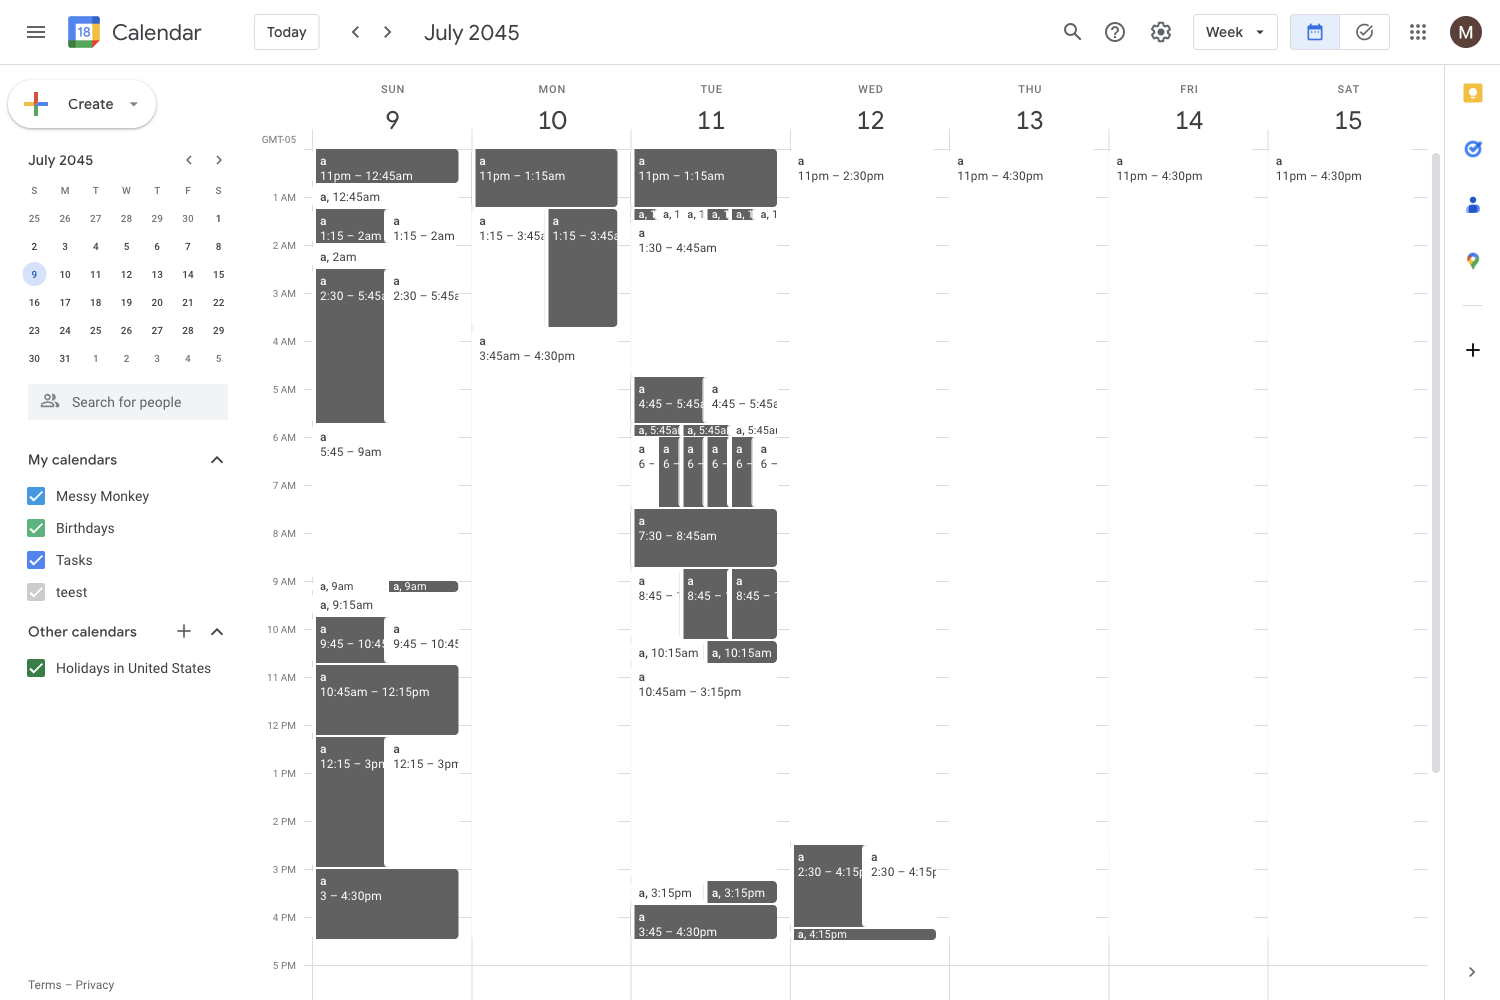 18 Calendar
Today
July 2045
Week
M
Create
July 2045
S M T W T F S
25 26 27 28 29 30 1
2 3 4 5 6 7 8
9 10 11 12 13 14 15
16 17 18 19 20 21 22
23 24 25 26 27 28 29
30 31 1 2 3 4 5
Search for people
My calendars
Messy Monkey
Birthdays
Tasks
teest
Other calendars
Holidays in United States
Terms – Privacy
GMT-05
1 AM
2 AM
3 AM
4 AM
5 AM
6 AM
7 AM
8 AM
9 AM
10 AM
11 AM
12 PM
1 PM
2 PM
3 PM
4 PM
5 PM
SUN
9
a
11pm – 12:45am
a, 12:45am
a
1:15 – 2am
a
1:15 – 2am
a, 2am
a
2:30 – 5:45a
a
2:30 – 5:45a
a
5:45 – 9am
a, 9am
a, 9am
a, 9:15am
a
9:45 – 10:45
a
9:45 – 10:45
a
10:45am – 12:15pm
a
12:15 – 3pm
a
12:15 – 3pm
a
3 – 4:30pm
MON
10
a
11pm – 1:15am
a
1:15 – 3:45a
a
1:15 – 3:45a
a
3:45am – 4:30pm
TUE
11
a
11pm – 1:15am
a, 1
a, 1
a, 1
a, 1
a, 1
a, 1
a
1:30 – 4:45am
a
4:45 – 5:45a
a
4:45 – 5:45a
a, 5:45a
a, 5:45a
a, 5:45a
a
6 –
a
6 –
a
6 –
a
6 –
a
6 –
a
6 –
a
7:30 – 8:45am
a
8:45 –
a
8:45 –
a
8:45 –
a, 10:15am
a, 10:15am
a
10:45am – 3:15pm
a, 3:15pm
a, 3:15pm
a
3:45 – 4:30pm
WED
12
a
11pm – 2:30pm
a
2:30 – 4:15p
a
2:30 – 4:15p
a, 4:15pm
THU
13
a
11pm – 4:30pm
FRI
14
a
11pm – 4:30pm
SAT
15
a
11pm – 4:30pm